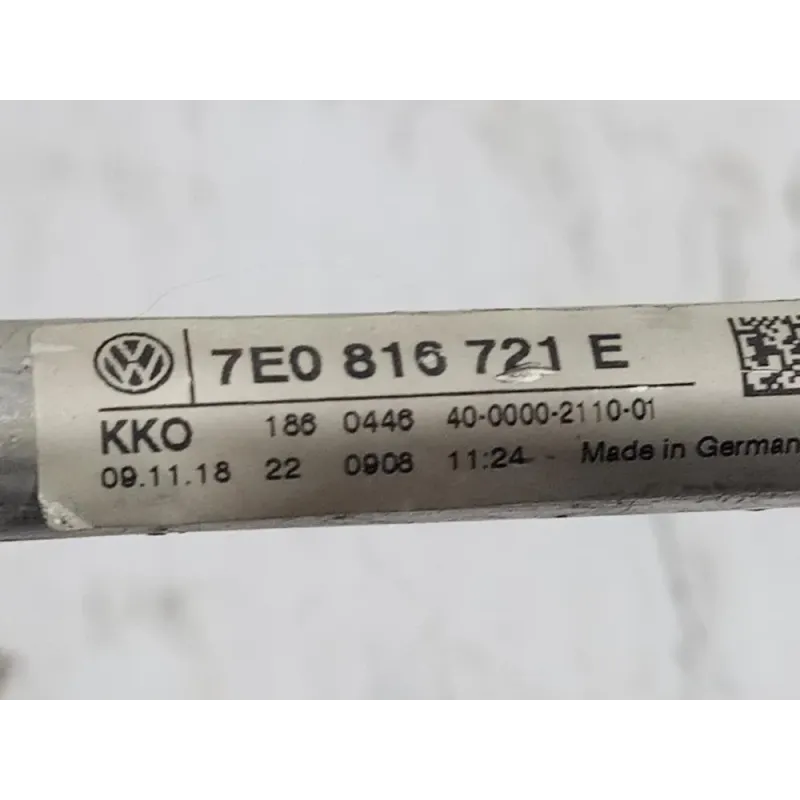 7E0 816 721 E
KKO 186 0446 40-0000-2110-01
09.11.18 22 0908 11:24 - Made in German